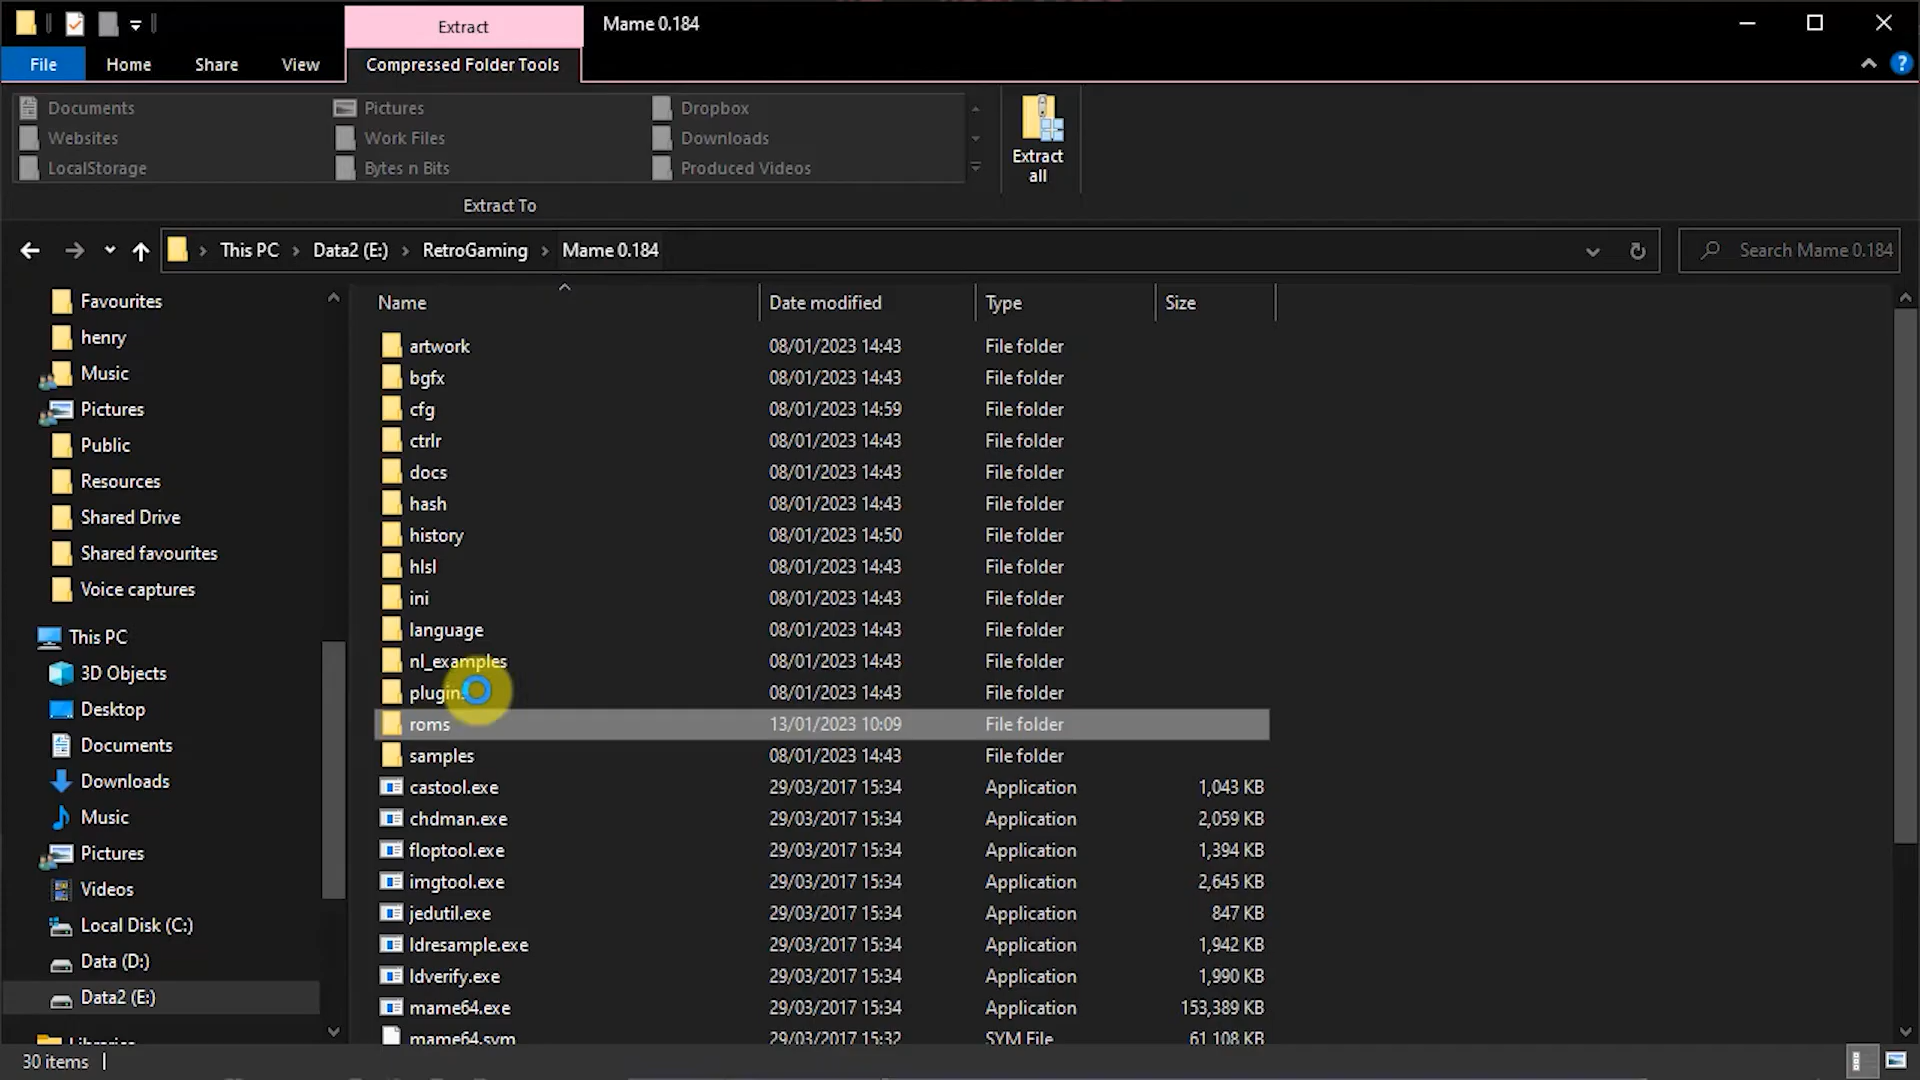 Extract
Mame 0.184
File
Home
Share
View
Compressed Folder Tools
Documents
Pictures
Dropbox
Websites
Work Files
Downloads
LocalStorage
Bytes n Bits
Produced Videos
Extract
all
Extract To
This PC
Data2 (E:)
RetroGaming
Mame 0.184
Search Mame 0.184
Favourites
henry
Music
Pictures
Public
Resources
Shared Drive
Shared favourites
Voice captures
This PC
3D Objects
Desktop
Documents
Downloads
Music
Pictures
Videos
Local Disk (C:)
Data (D:)
Data2 (E:)
Libraries
Name Date modified Type Size
artwork 08/01/2023 14:43 File folder
bgfx 08/01/2023 14:43 File folder
cfg 08/01/2023 14:59 File folder
ctrlr 08/01/2023 14:43 File folder
docs 08/01/2023 14:43 File folder
hash 08/01/2023 14:43 File folder
history 08/01/2023 14:50 File folder
hlsl 08/01/2023 14:43 File folder
ini 08/01/2023 14:43 File folder
language 08/01/2023 14:43 File folder
nl_examples 08/01/2023 14:43 File folder
plugin 08/01/2023 14:43 File folder
roms 13/01/2023 10:09 File folder
samples 08/01/2023 14:43 File folder
castool.exe 29/03/2017 15:34 Application 1,043 KB
chdman.exe 29/03/2017 15:34 Application 2,059 KB
floptool.exe 29/03/2017 15:34 Application 1,394 KB
imgtool.exe 29/03/2017 15:34 Application 2,645 KB
jedutil.exe 29/03/2017 15:34 Application 847 KB
ldresample.exe 29/03/2017 15:34 Application 1,942 KB
ldverify.exe 29/03/2017 15:34 Application 1,990 KB
mame64.exe 29/03/2017 15:34 Application 153,389 KB
mame64.sym 29/03/2017 15:32 SYM File 61,108 KB
30 items